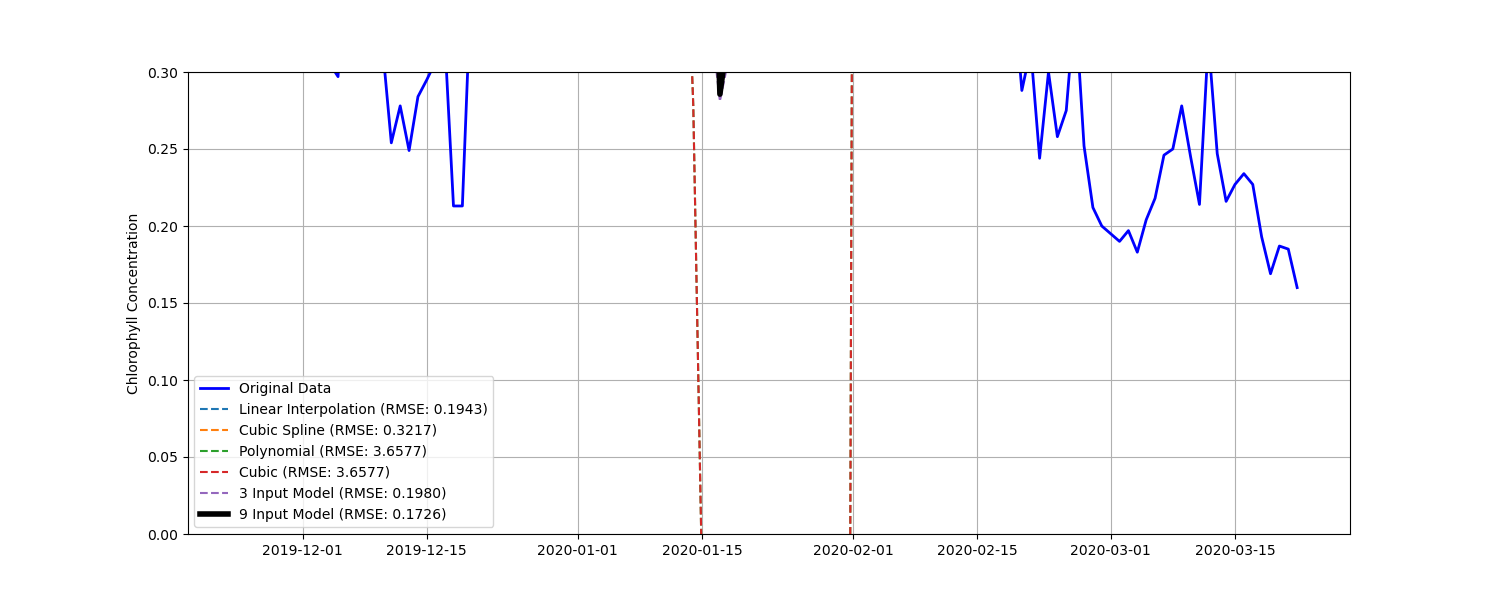 Chlorophyll Concentration
0.30
0.25
0.20
0.15
0.10
0.05
0.00
Original Data
Linear Interpolation (RMSE: 0.1943)
Cubic Spline (RMSE: 0.3217)
Polynomial (RMSE: 3.6577)
Cubic (RMSE: 3.6577)
3 Input Model (RMSE: 0.1980)
9 Input Model (RMSE: 0.1726)
2019-12-01 2019-12-15 2020-01-01 2020-01-15 2020-02-01 2020-02-15 2020-03-01 2020-03-15